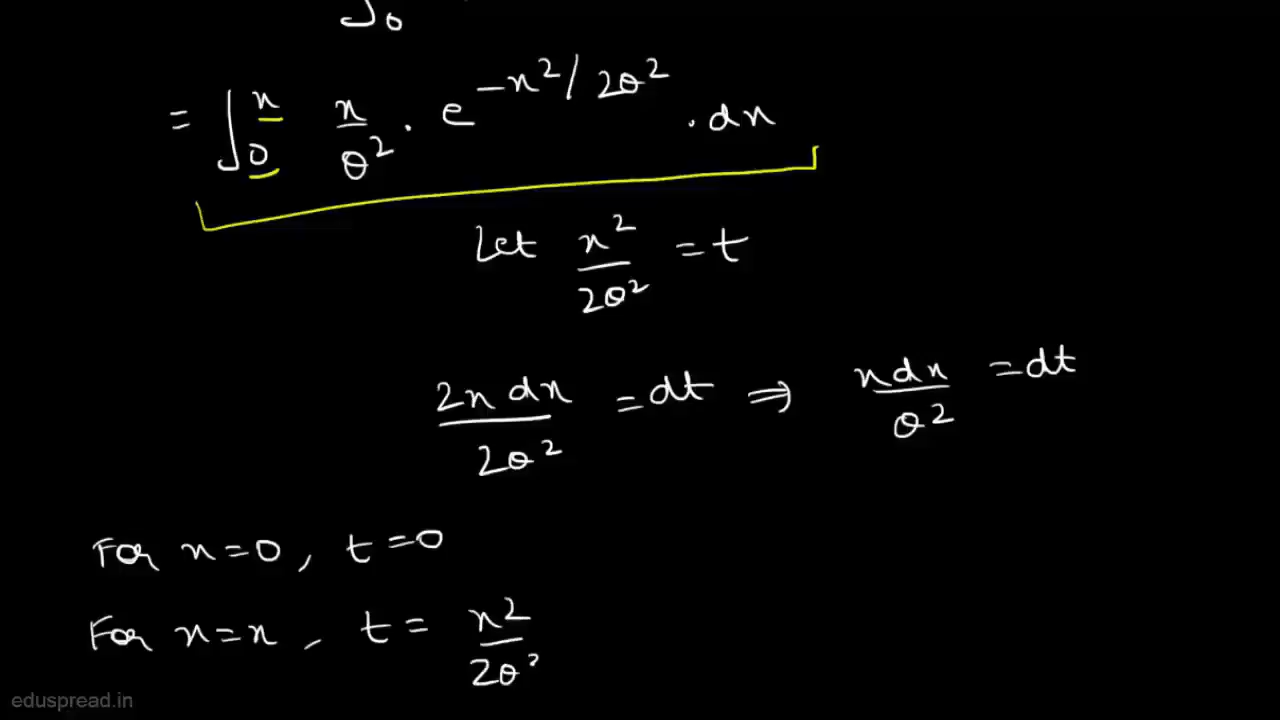 ∫₀
= ∫₀ˣ x/θ² · e^(-x²/2θ²) · dx
Let x²/2θ² = t
2x dx/2θ² = dt ⇒ x dx/θ² = dt
For x=0, t=0
For x=x, t = x²/2θ²
eduspread.in